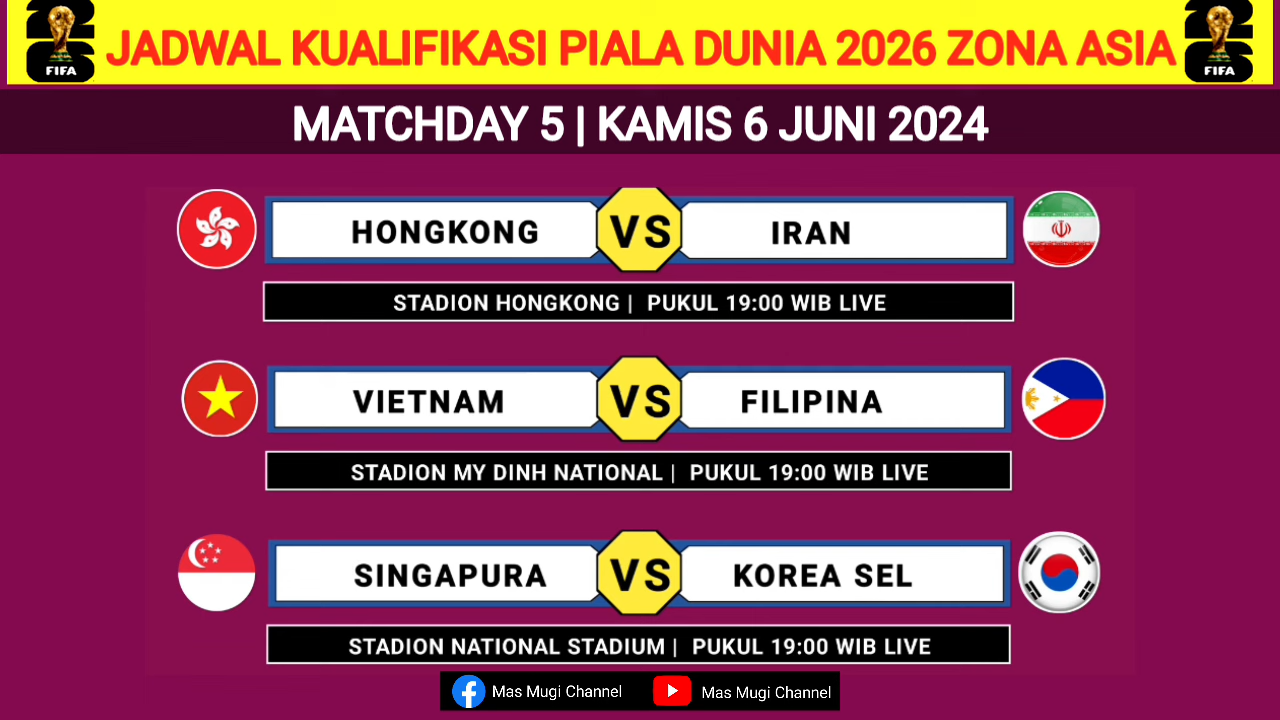 FIFA
JADWAL KUALIFIKASI PIALA DUNIA 2026 ZONA ASIA
FIFA
MATCHDAY 5 | KAMIS 6 JUNI 2024
HONGKONG VS IRAN
STADION HONGKONG | PUKUL 19:00 WIB LIVE
VIETNAM VS FILIPINA
STADION MY DINH NATIONAL | PUKUL 19:00 WIB LIVE
SINGAPURA VS KOREA SEL
STADION NATIONAL STADIUM | PUKUL 19:00 WIB LIVE
Mas Mugi Channel Mas Mugi Channel